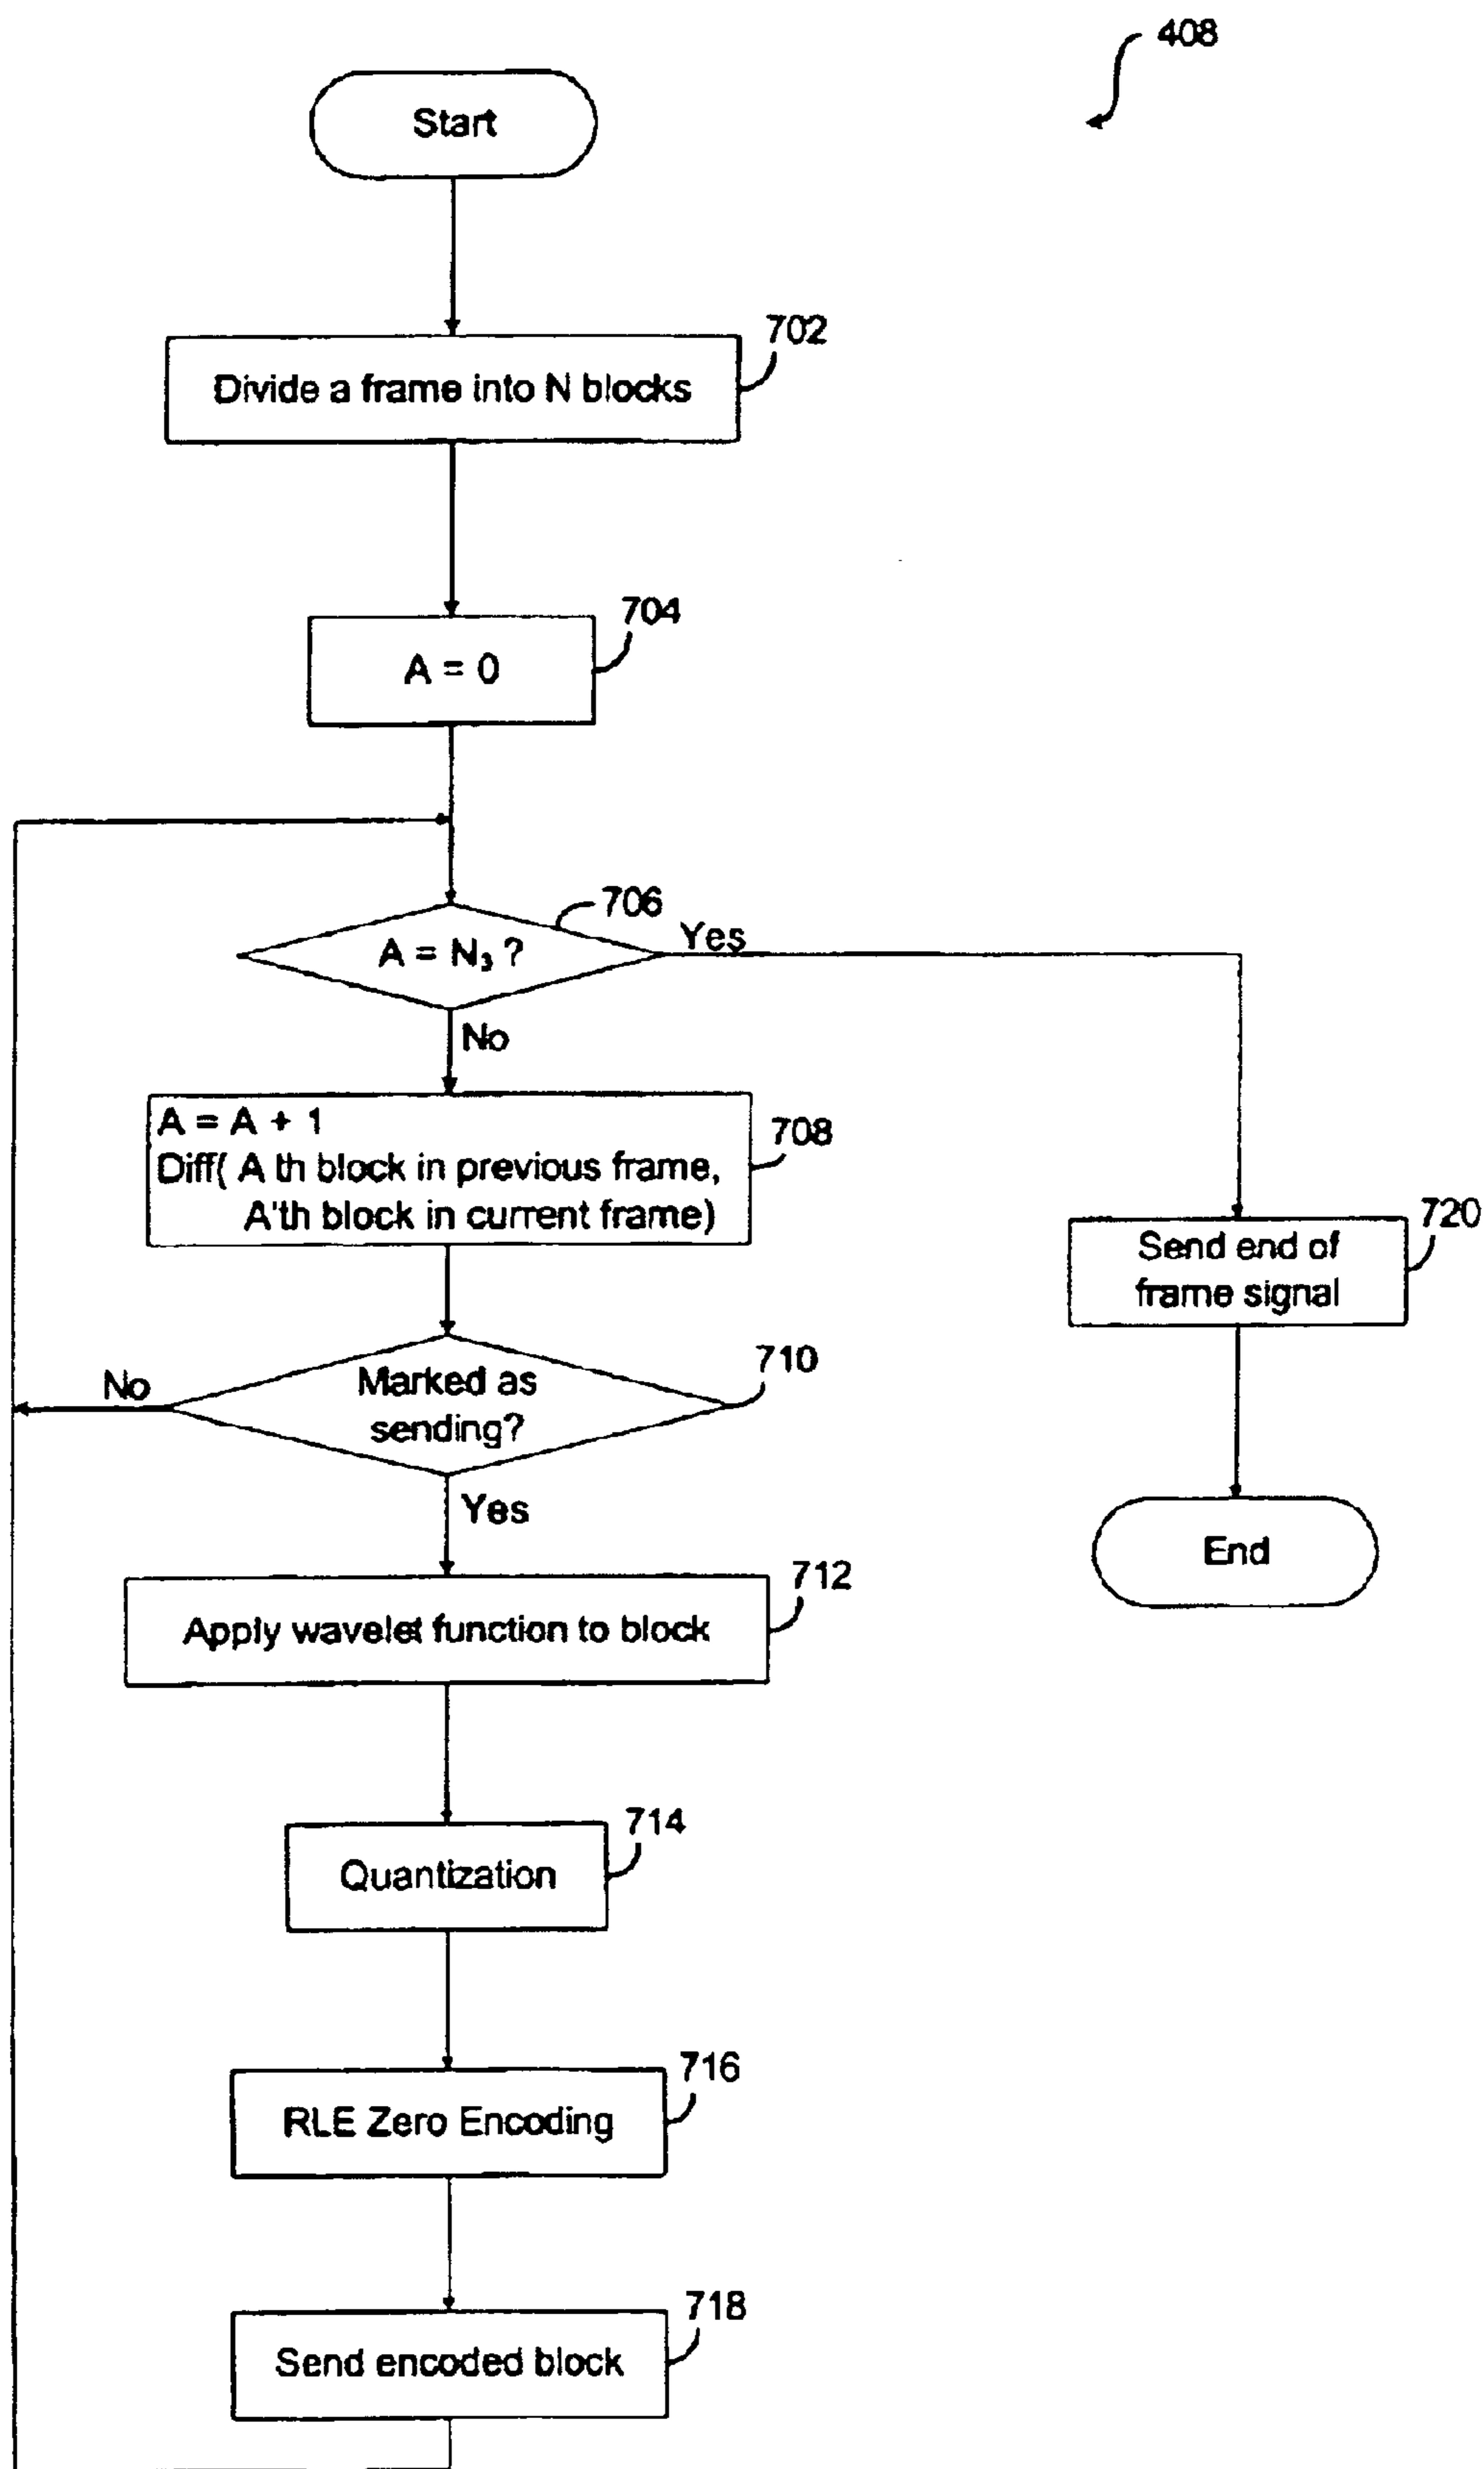 408
Start
702
Divide a frame into N blocks
704
A = 0
706
A = N₃ ?
Yes
No
A = A + 1
Diff( A th block in previous frame,
A'th block in current frame)
708
720
Send end of
frame signal
710
Marked as
sending?
No
Yes
End
712
Apply wavelet function to block
714
Quantization
716
RLE Zero Encoding
718
Send encoded block